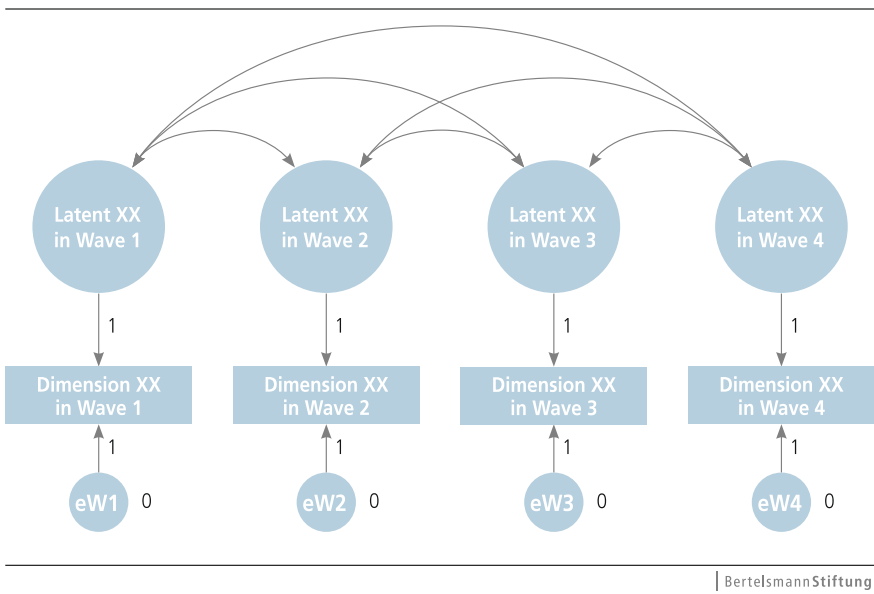 Latent XX
in Wave 1
Latent XX
in Wave 2
Latent XX
in Wave 3
Latent XX
in Wave 4
1
1
1
1
Dimension XX
in Wave 1
Dimension XX
in Wave 2
Dimension XX
in Wave 3
Dimension XX
in Wave 4
1
1
1
1
eW1
0
eW2
0
eW3
0
eW4
0
BertelsmannStiftung